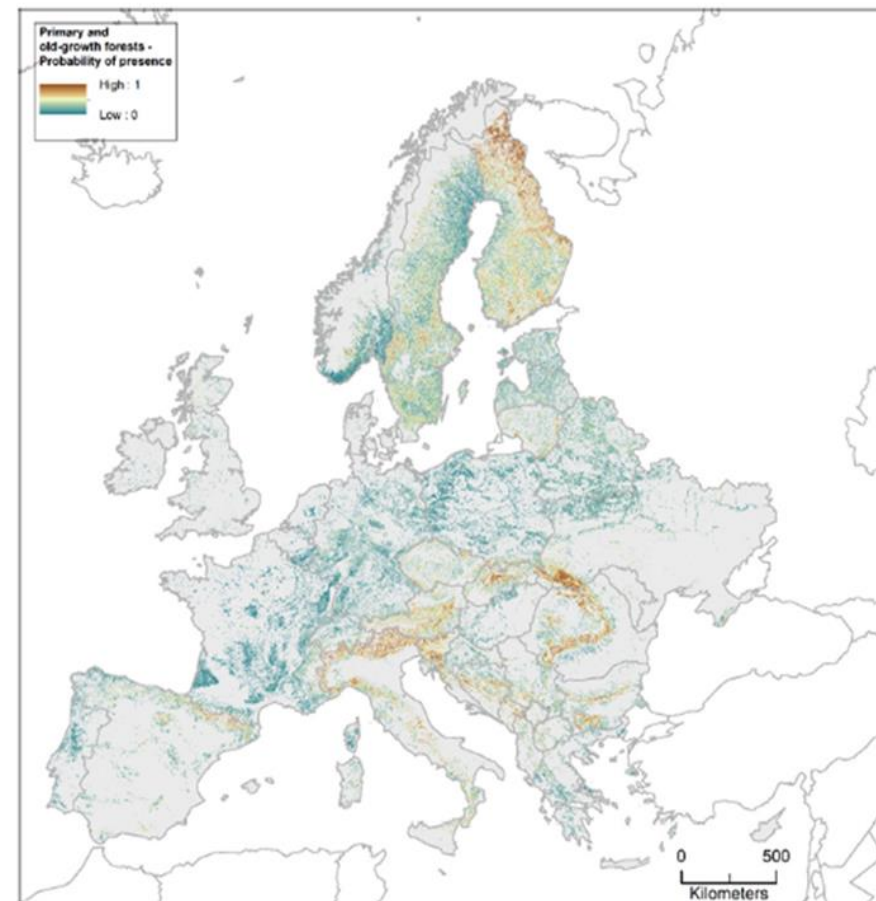 Primary and
old-growth forests -
Probability of presence
High : 1
Low : 0
0 500
Kilometers